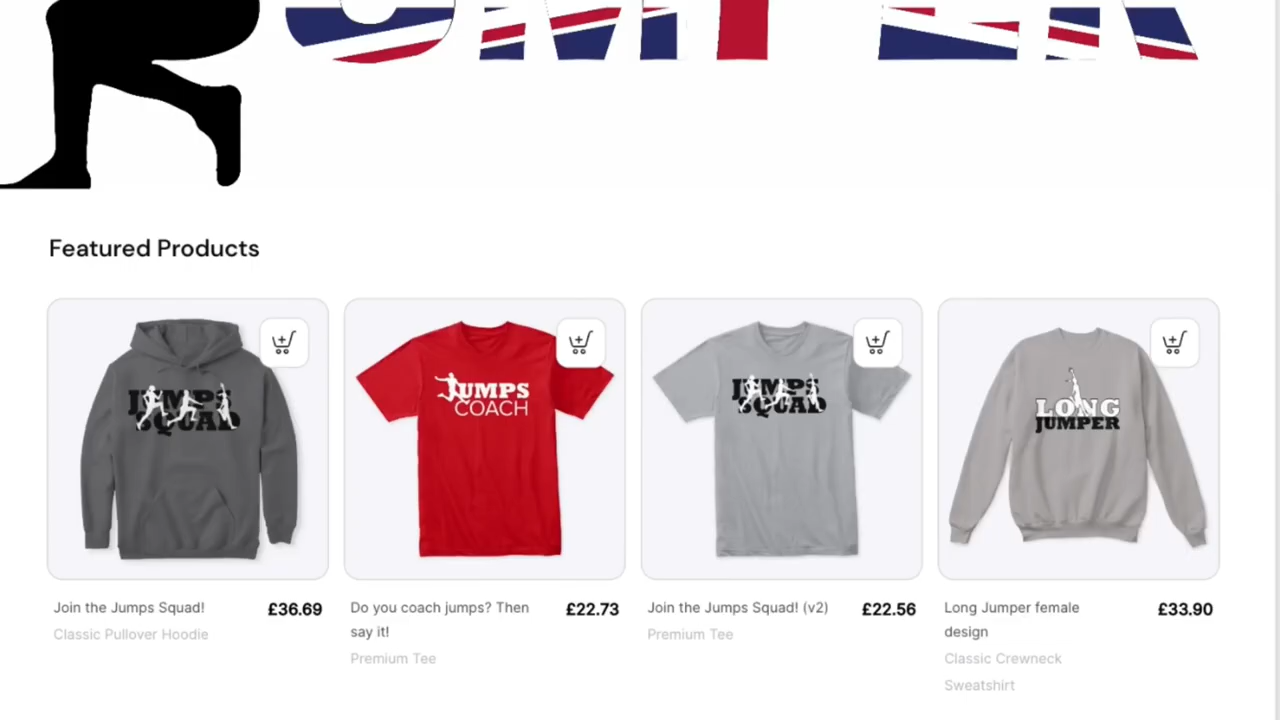 UMPER
Featured Products
JUMPS
SQUAD
JUMPS
COACH
JUMPS
SQUAD
LONG
JUMPER
Join the Jumps Squad!
£36.69
Classic Pullover Hoodie
Do you coach jumps? Then
say it!
£22.73
Premium Tee
Join the Jumps Squad! (v2)
£22.56
Premium Tee
Long Jumper female
design
£33.90
Classic Crewneck
Sweatshirt